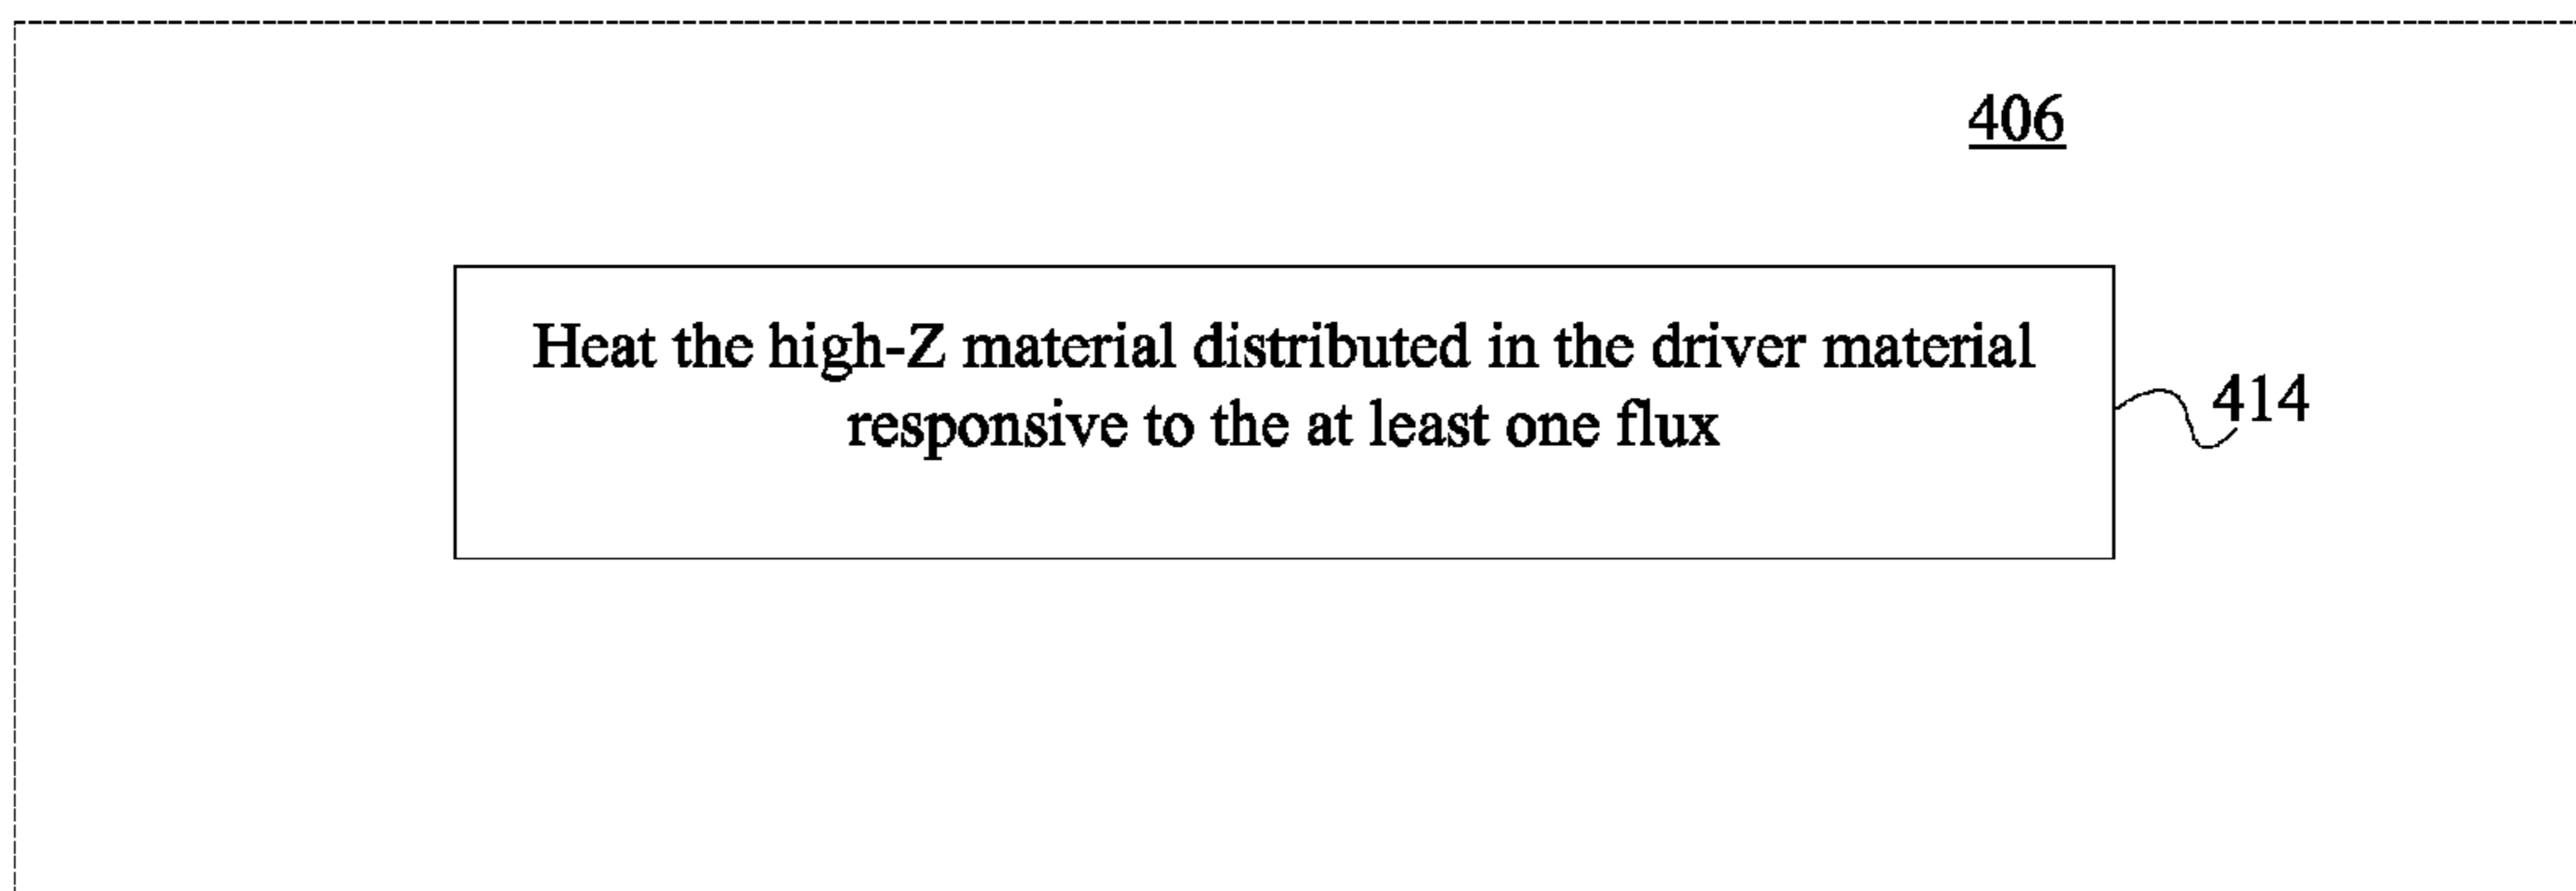 406
Heat the high-Z material distributed in the driver material
responsive to the at least one flux
414